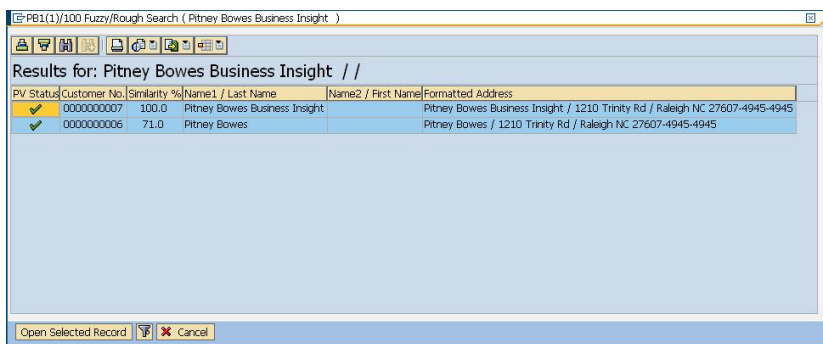 PB1(1)/100 Fuzzy/Rough Search ( Pitney Bowes Business Insight )
Results for: Pitney Bowes Business Insight / /
PV Status Customer No. Similarity % Name1 / Last Name Name2 / First Name Formatted Address
0000000007 100.0 Pitney Bowes Business Insight Pitney Bowes Business Insight / 1210 Trinity Rd / Raleigh NC 27607-4945-4945
0000000006 71.0 Pitney Bowes Pitney Bowes / 1210 Trinity Rd / Raleigh NC 27607-4945-4945
Open Selected Record Cancel